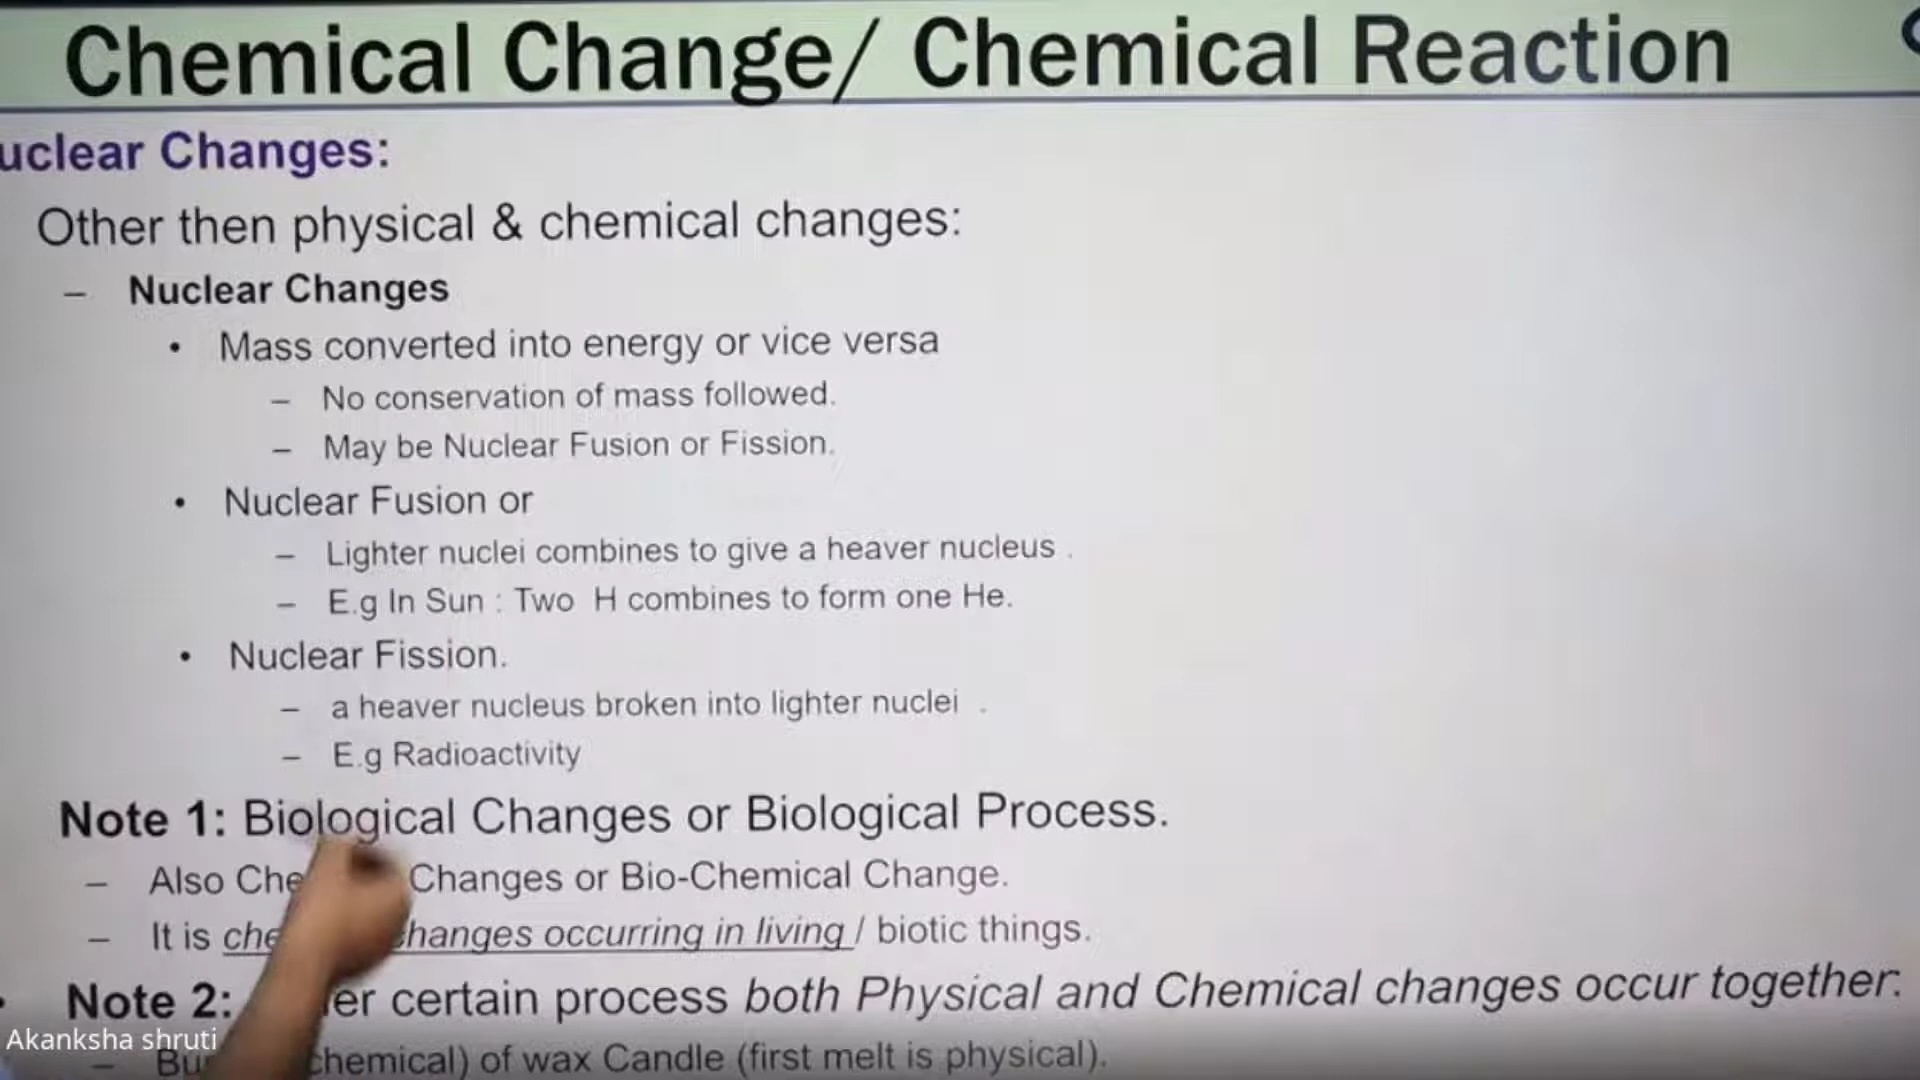 Chemical Change/ Chemical Reaction
uclear Changes:
Other then physical & chemical changes:
– Nuclear Changes
• Mass converted into energy or vice versa
– No conservation of mass followed.
– May be Nuclear Fusion or Fission.
• Nuclear Fusion or
– Lighter nuclei combines to give a heaver nucleus .
– E.g In Sun : Two H combines to form one He.
• Nuclear Fission.
– a heaver nucleus broken into lighter nuclei .
– E.g Radioactivity
Note 1: Biological Changes or Biological Process.
– Also Che Changes or Bio-Chemical Change.
– It is che hanges occurring in living / biotic things.
Note 2: er certain process both Physical and Chemical changes occur together:
Akanksha shruti
– Bu chemical) of wax Candle (first melt is physical).